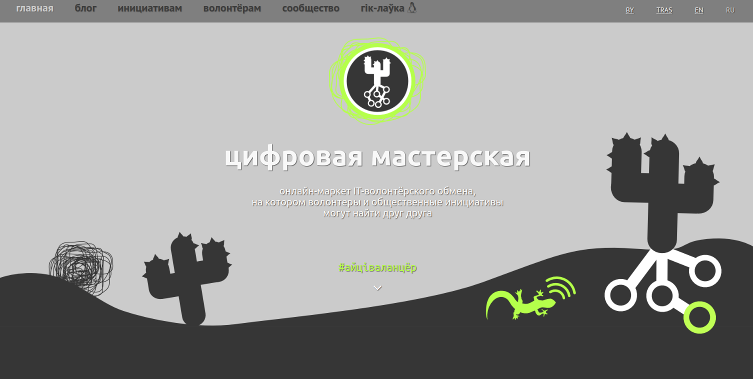 главная блог инициативам волонтёрам сообщество гік-лаўка BY TRAS EN RU
цифровая мастерская
онлайн-маркет IT-волонтёрского обмена,
на котором волонтёры и общественные инициативы
могут найти друг друга
#айцівалянцёр